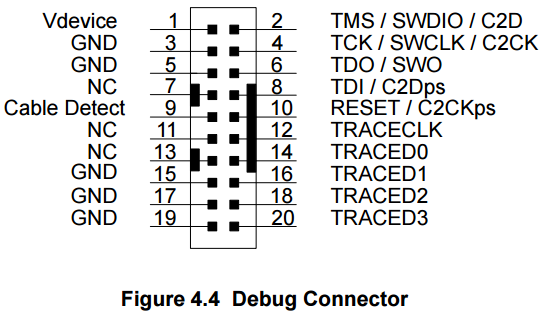 Vdevice 1 2 TMS / SWDIO / C2D
GND 3 4 TCK / SWCLK / C2CK
GND 5 6 TDO / SWO
NC 7 8 TDI / C2Dps
Cable Detect 9 10 RESET / C2CKps
NC 11 12 TRACECLK
NC 13 14 TRACED0
GND 15 16 TRACED1
GND 17 18 TRACED2
GND 19 20 TRACED3
Figure 4.4 Debug Connector